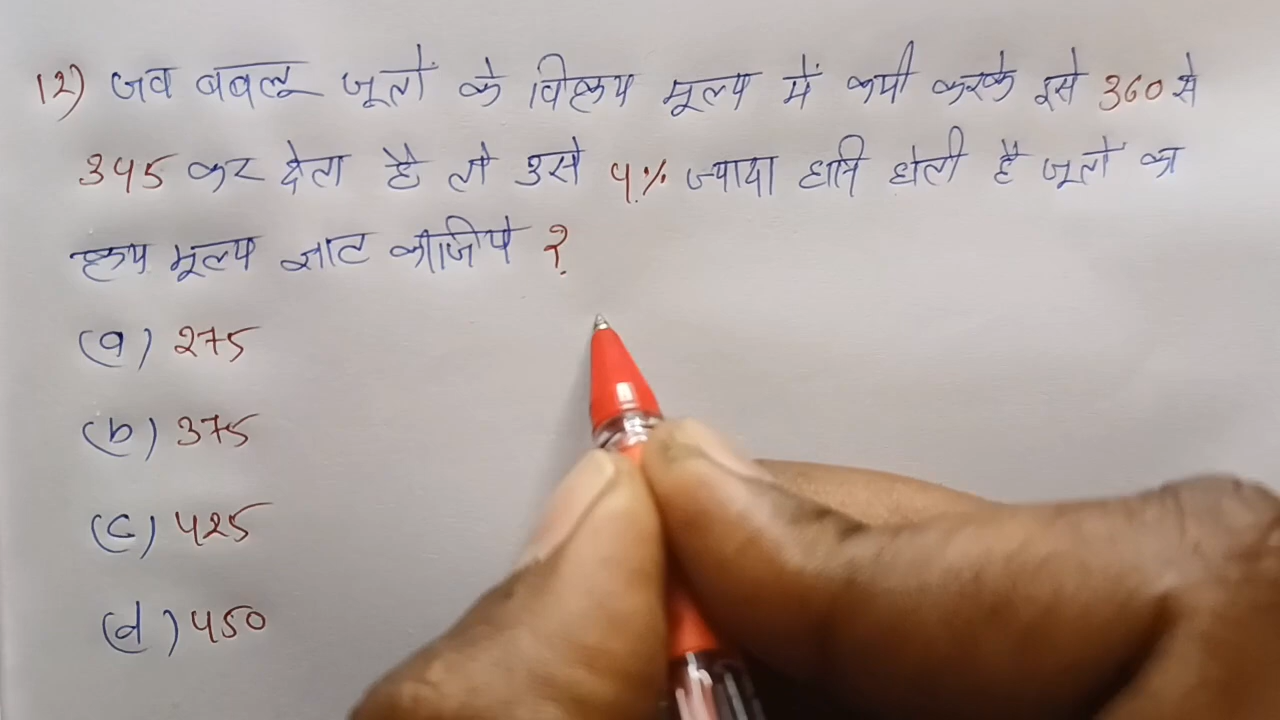 12) जब बबलू जूतों के विक्रय मूल्य में कमी करके इसे 360 से
345 कर देता है तो उसे 4% ज्यादा हानि होती है जूतों का
क्रय मूल्य ज्ञात कीजिये ?
(a) 275
(b) 375
(c) 425
(d) 450